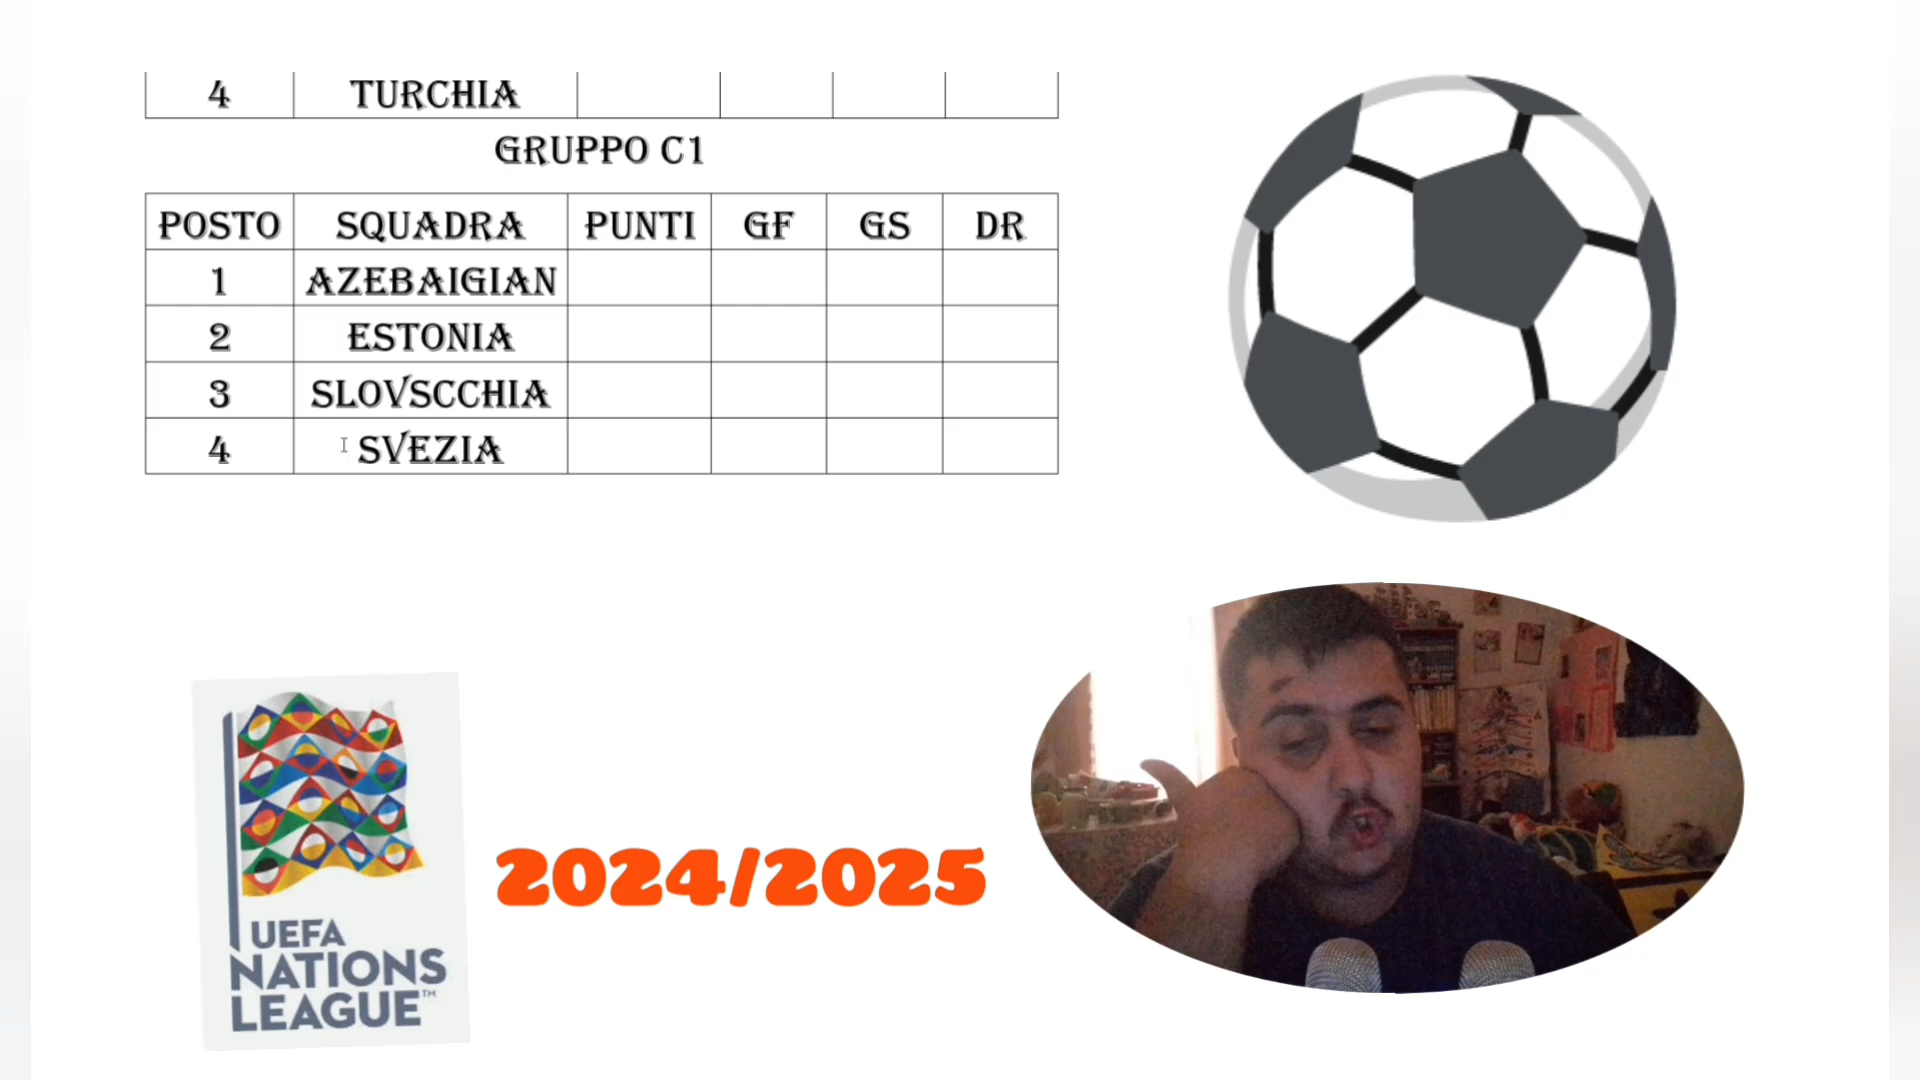 4 TURCHIA
GRUPPO C1
POSTO SQUADRA PUNTI GF GS DR
1 AZEBAIGIAN
2 ESTONIA
3 SLOVSCCHIA
4 SVEZIA
2024/2025
UEFA
NATIONS
LEAGUE™